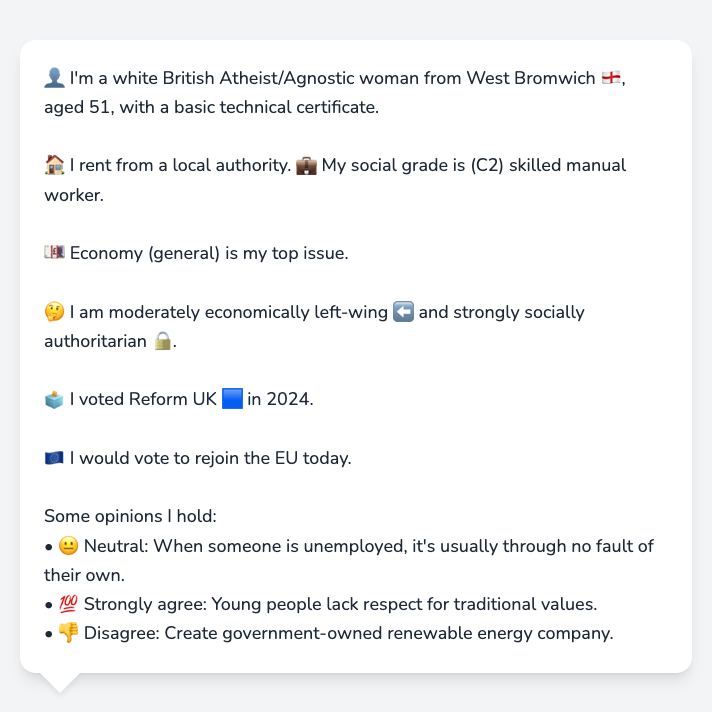 👤 I'm a white British Atheist/Agnostic woman from West Bromwich 🏴󠁧󠁢󠁥󠁮󠁧󠁿,
aged 51, with a basic technical certificate.
🏠 I rent from a local authority. 💼 My social grade is (C2) skilled manual
worker.
💷 Economy (general) is my top issue.
🤔 I am moderately economically left-wing ⬅️ and strongly socially
authoritarian 🔒.
🗳️ I voted Reform UK 🟦 in 2024.
🇪🇺 I would vote to rejoin the EU today.
Some opinions I hold:
• 😐 Neutral: When someone is unemployed, it's usually through no fault of
their own.
• 💯 Strongly agree: Young people lack respect for traditional values.
• 👎 Disagree: Create government-owned renewable energy company.